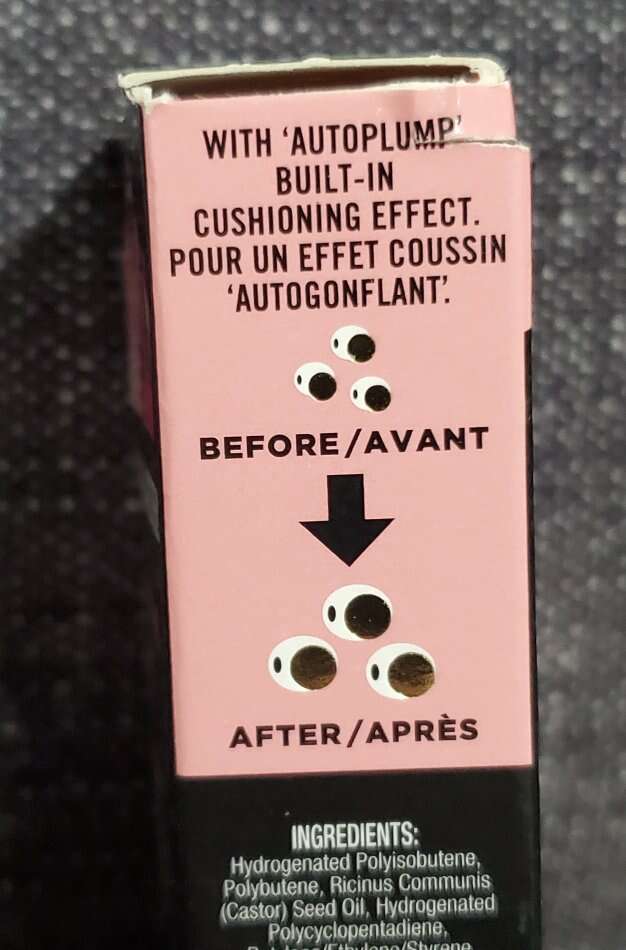 WITH ‘AUTOPLUMP’
BUILT-IN
CUSHIONING EFFECT.
POUR UN EFFET COUSSIN
‘AUTOGONFLANT’.
BEFORE/AVANT
AFTER/APRÈS
INGREDIENTS:
Hydrogenated Polyisobutene,
Polybutene, Ricinus Communis
(Castor) Seed Oil, Hydrogenated
Polycyclopentadiene,